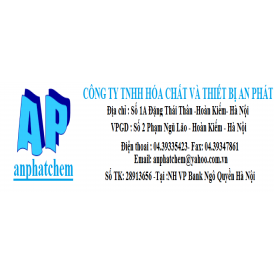 AP
anphatchem
CÔNG TY TNHH HÓA CHẤT VÀ THIẾT BỊ AN PHÁT
Địa chỉ : Số 1A Đặng Thái Thân -Hoàn Kiếm- Hà Nội
VPGD : Số 2 Phạm Ngũ Lão - Hoàn Kiếm - Hà Nội
Điện thoai : 04.39335423- Fax: 04.39347861
Email: anphatchem@yahoo.com.vn
Số TK: 28913656 -Tại :NH VP Bank Ngô Quyền Hà Nội